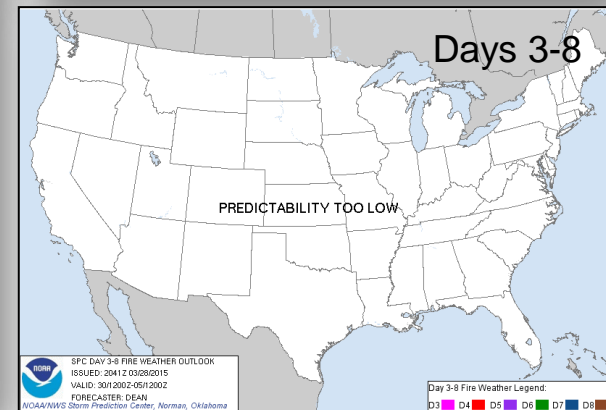 Days 3-8
PREDICTABILITY TOO LOW
NOAA
SPC DAY 3-8 FIRE WEATHER OUTLOOK
ISSUED: 2041Z 03/28/2015
VALID: 30/1200Z-05/1200Z
FORECASTER: DEAN
NOAA/NWS Storm Prediction Center, Norman, Oklahoma
Day 3-8 Fire Weather Legend:
D3 D4 D5 D6 D7 D8